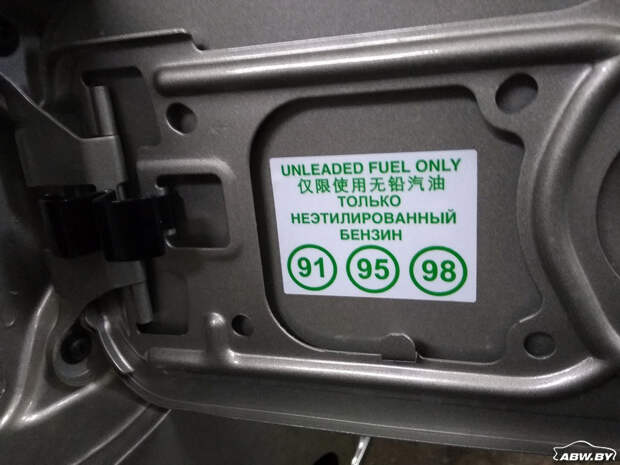 UNLEADED FUEL ONLY
仅限使用无铅汽油
ТОЛЬКО
НЕЭТИЛИРОВАННЫЙ
БЕНЗИН
91 95 98
ABW.BY